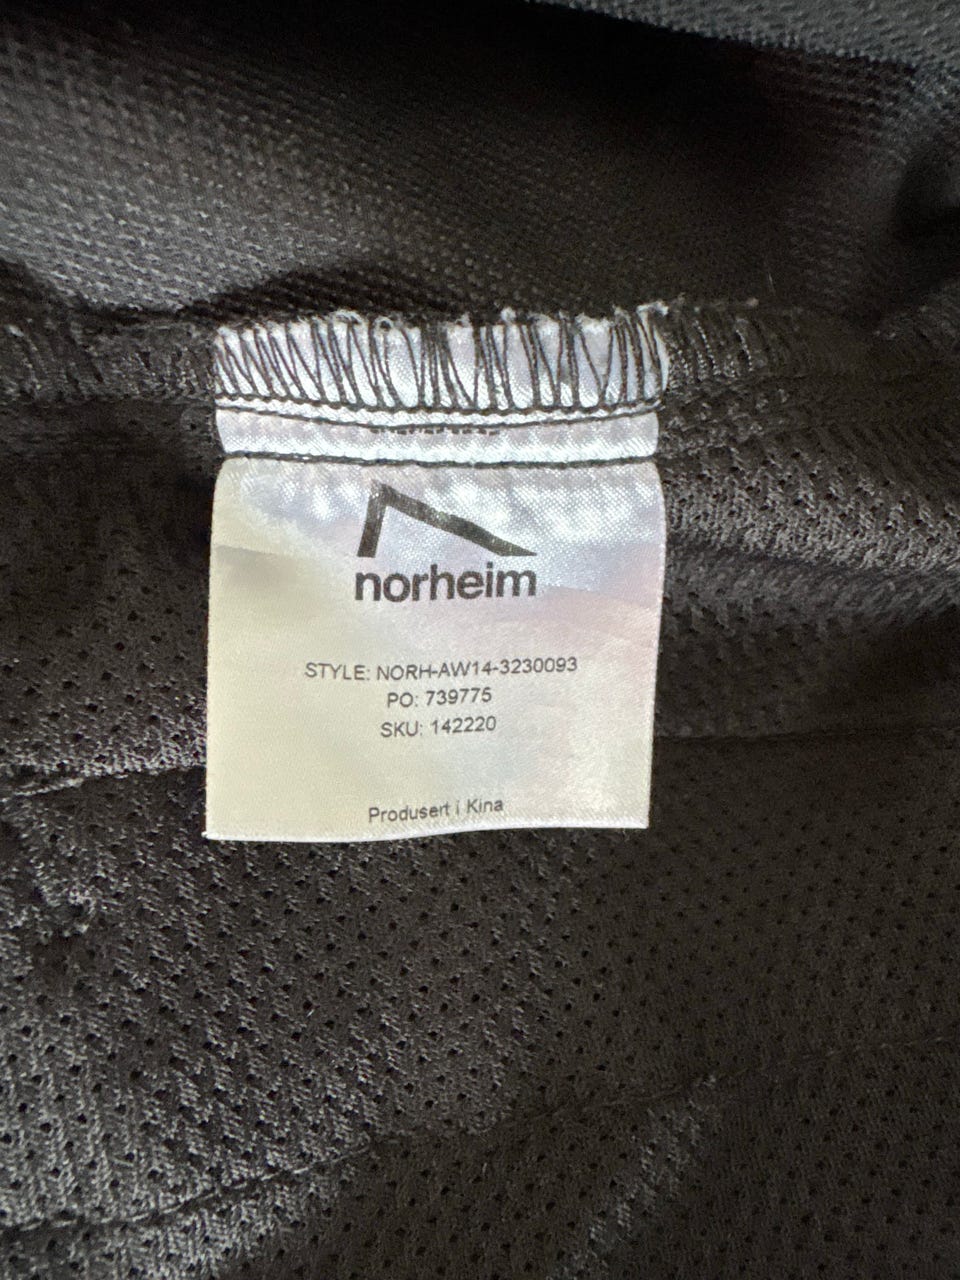 norheim
STYLE: NORH-AW14-3230093
PO: 739775
SKU: 142220
Produsert i Kina